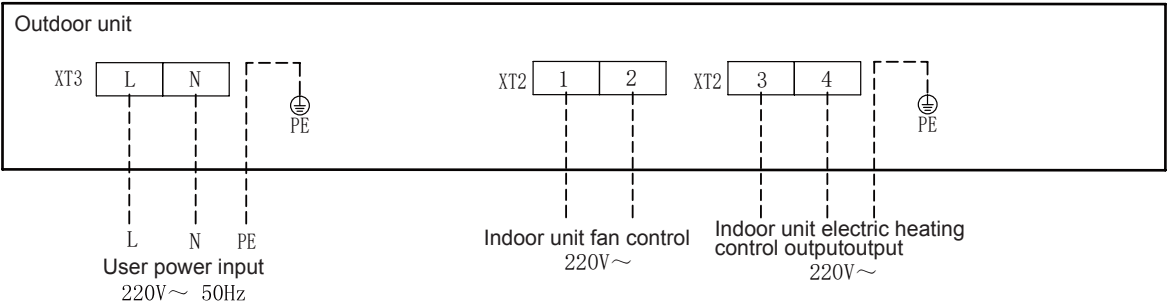 Outdoor unit
XT3 L N
PE
XT2 1 2
XT2 3 4
PE
L N PE
User power input
220V～ 50Hz
Indoor unit fan control
220V～
Indoor unit electric heating
control outputoutput
220V～